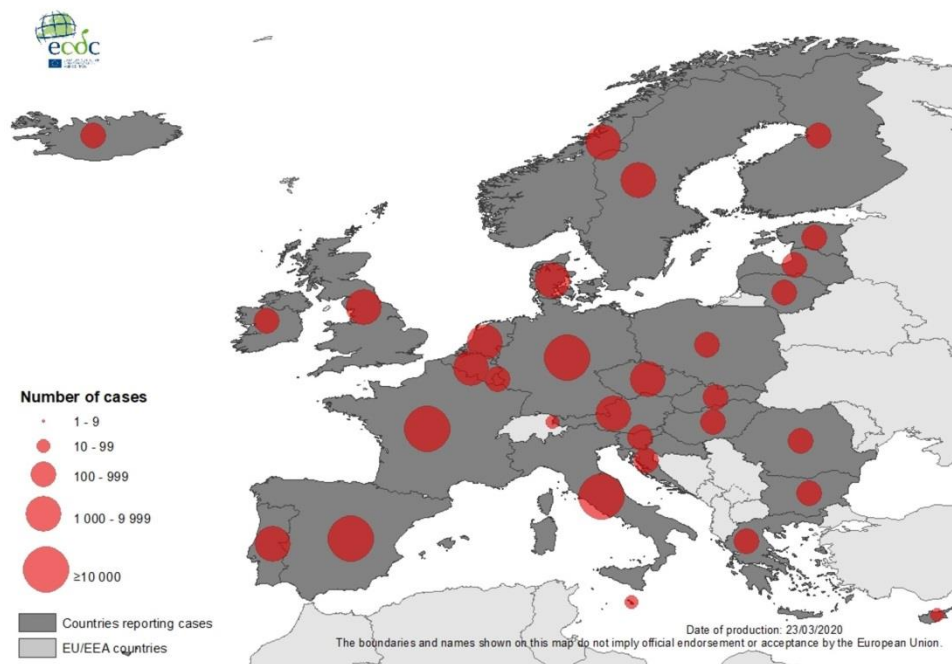 ecdc
Number of cases
1 - 9
10 - 99
100 - 999
1 000 - 9 999
≥10 000
Countries reporting cases
EU/EEA countries
Date of production: 23/03/2020
The boundaries and names shown on this map do not imply official endorsement or acceptance by the European Union.